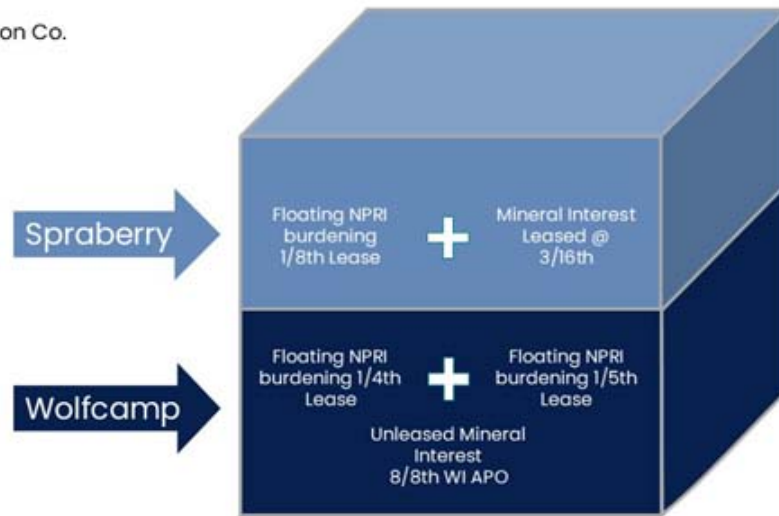 on Co.
Spraberry
Floating NPRI
burdening
1/8th Lease
+
Mineral Interest
Leased @
3/16th
Wolfcamp
Floating NPRI
burdening 1/4th
Lease
+
Floating NPRI
burdening 1/5th
Lease
Unleased Mineral
Interest
8/8th WI APO